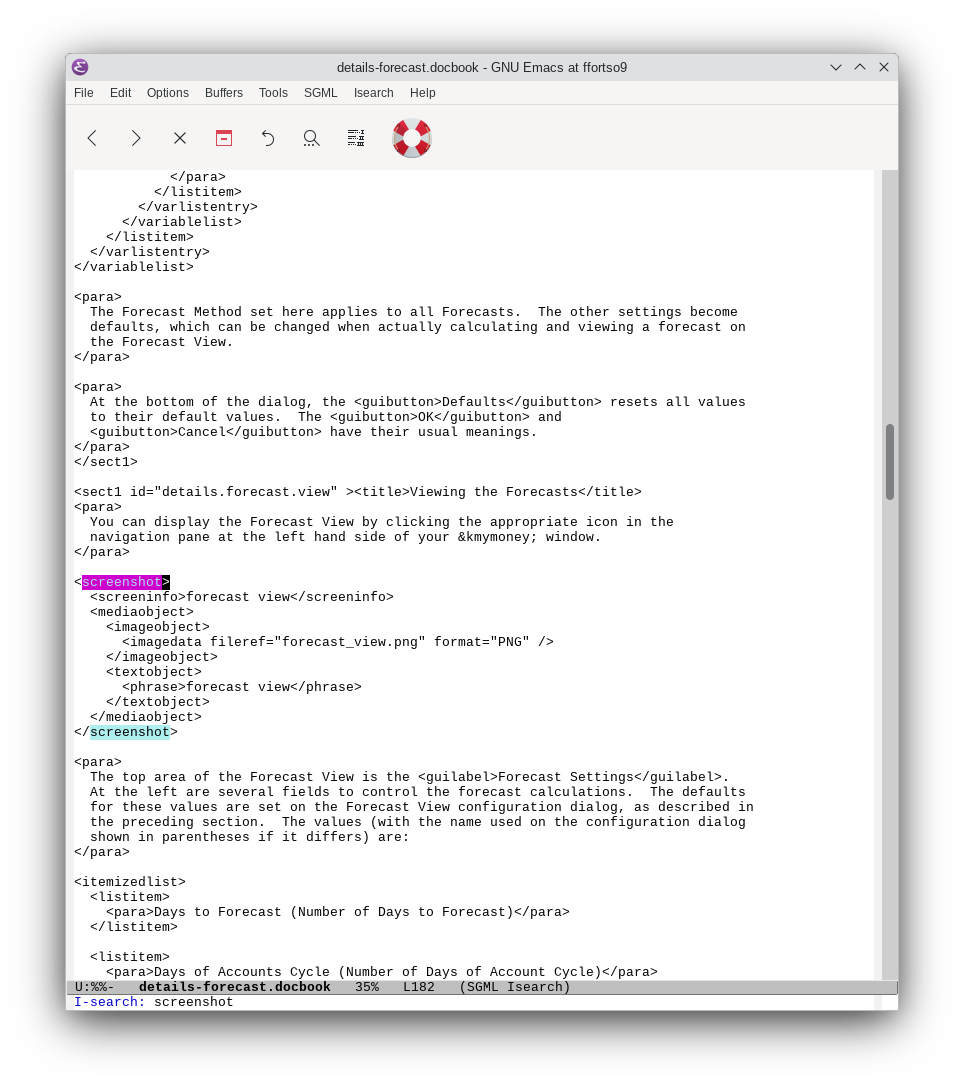 details-forecast.docbook - GNU Emacs at ffortso9
File Edit Options Buffers Tools SGML Isearch Help
            </para>
          </listitem>
        </varlistentry>
      </variablelist>
    </listitem>
  </varlistentry>
</variablelist>

<para>
  The Forecast Method set here applies to all Forecasts.  The other settings become
  defaults, which can be changed when actually calculating and viewing a forecast on
  the Forecast View.
</para>

<para>
  At the bottom of the dialog, the <guibutton>Defaults</guibutton> resets all values
  to their default values.  The <guibutton>OK</guibutton> and
  <guibutton>Cancel</guibutton> have their usual meanings.
</para>
</sect1>

<sect1 id="details.forecast.view" ><title>Viewing the Forecasts</title>
<para>
  You can display the Forecast View by clicking the appropriate icon in the
  navigation pane at the left hand side of your &kmymoney; window.
</para>

<screenshot>
  <screeninfo>forecast view</screeninfo>
  <mediaobject>
    <imageobject>
      <imagedata fileref="forecast_view.png" format="PNG" />
    </imageobject>
    <textobject>
      <phrase>forecast view</phrase>
    </textobject>
  </mediaobject>
</screenshot>

<para>
  The top area of the Forecast View is the <guilabel>Forecast Settings</guilabel>.
  At the left are several fields to control the forecast calculations.  The defaults
  for these values are set on the Forecast View configuration dialog, as described in
  the preceding section.  The values (with the name used on the configuration dialog
  shown in parentheses if it differs) are:
</para>

<itemizedlist>
  <listitem>
    <para>Days to Forecast (Number of Days to Forecast)</para>
  </listitem>

  <listitem>
    <para>Days of Accounts Cycle (Number of Days of Account Cycle)</para>
U:%%-   details-forecast.docbook   35%   L182   (SGML Isearch)
I-search: screenshot